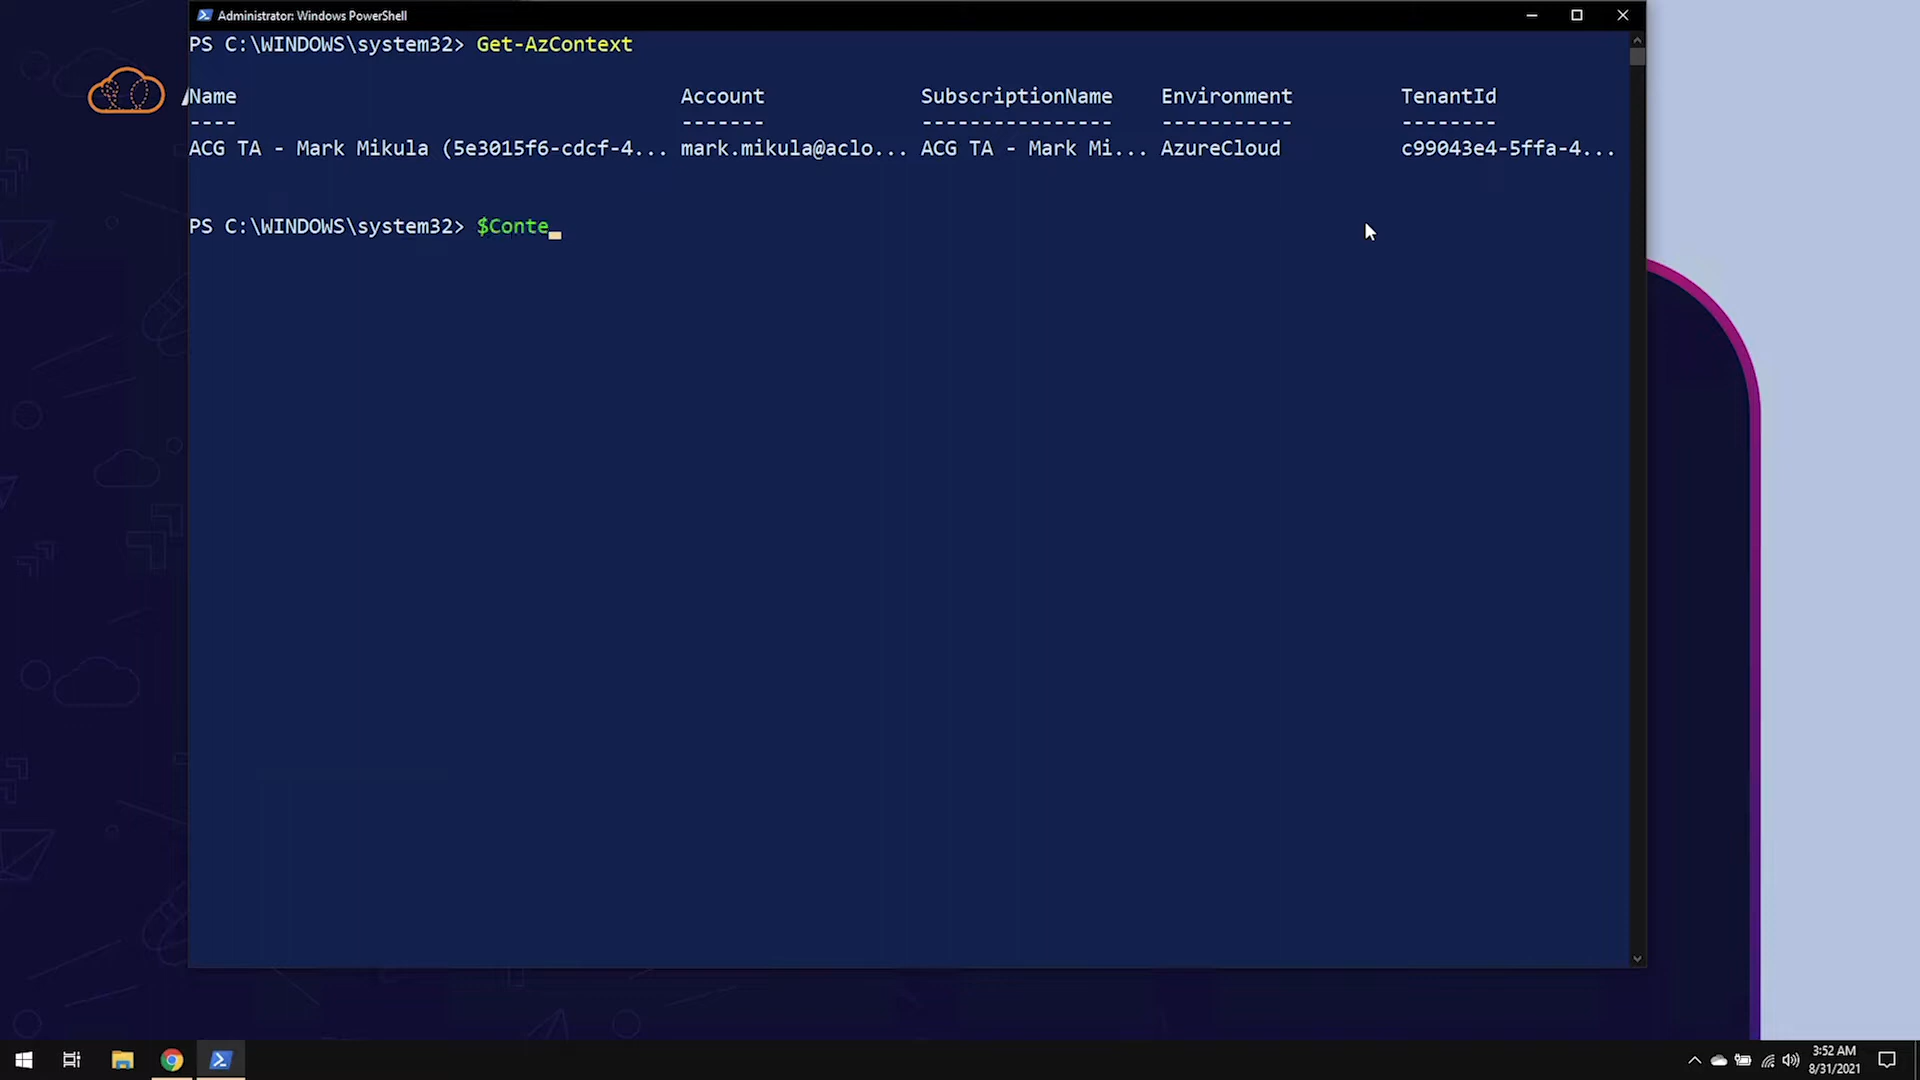 Administrator: Windows PowerShell
PS C:\WINDOWS\system32> Get-AzContext
Name Account SubscriptionName Environment TenantId
---- ------- ---------------- ----------- --------
ACG TA - Mark Mikula (5e3015f6-cdcf-4... mark.mikula@aclo... ACG TA - Mark Mi... AzureCloud c99043e4-5ffa-4...
PS C:\WINDOWS\system32> $Conte
3:52 AM
8/31/2021